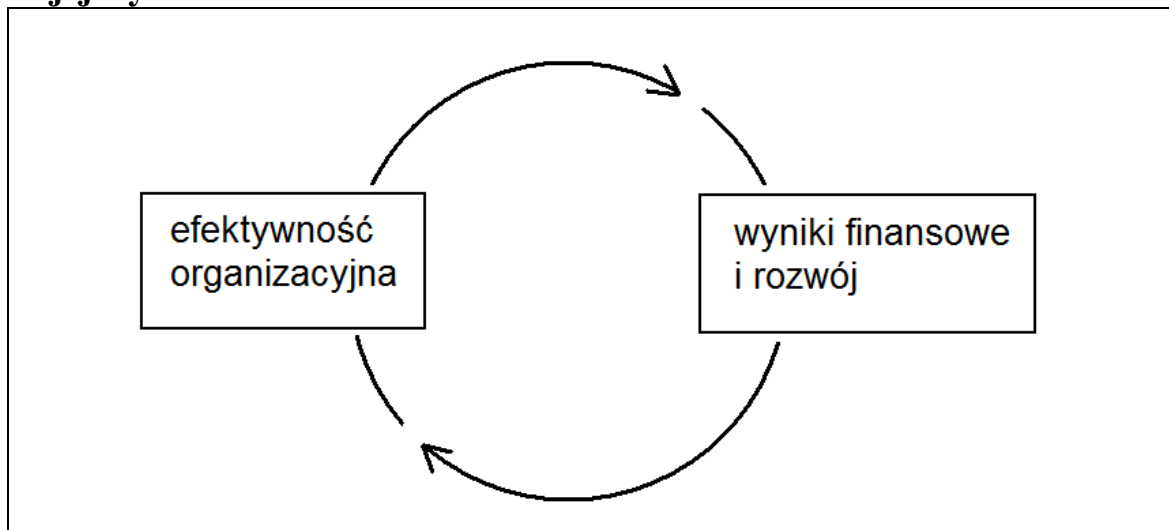 efektywność
organizacyjna
wyniki finansowe
i rozwój